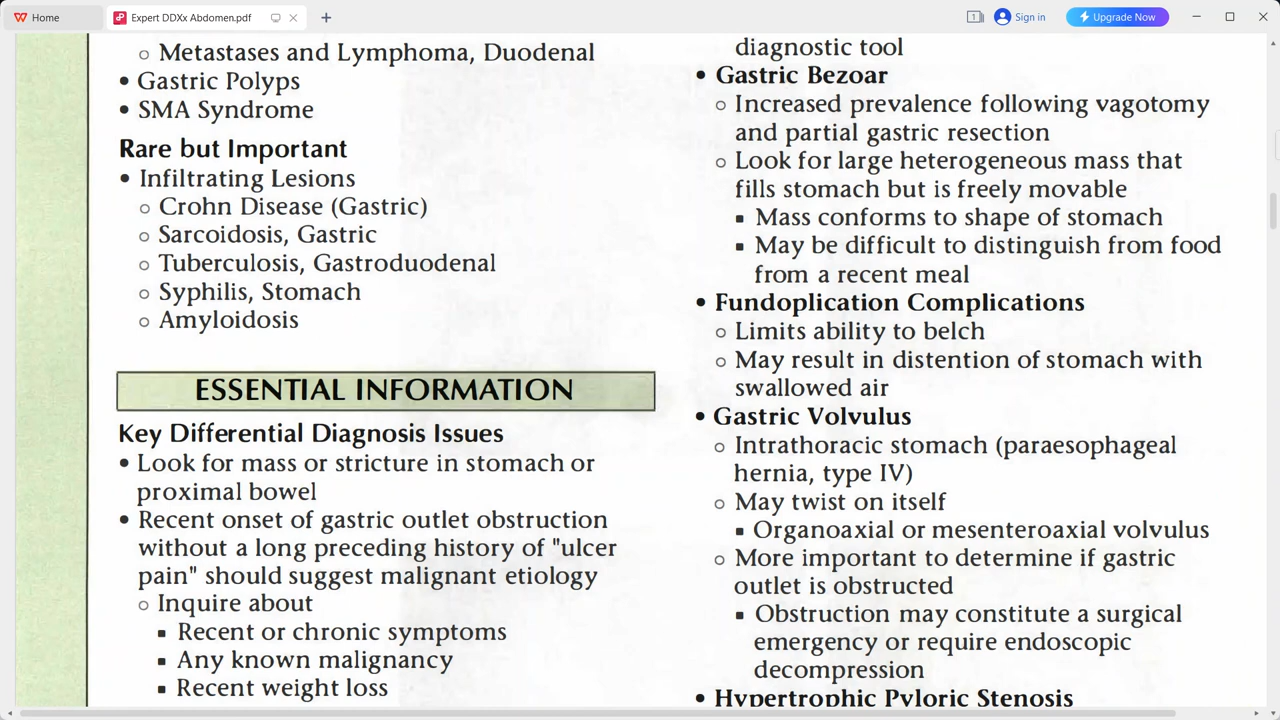 Home
Expert DDXx Abdomen.pdf
1
Sign in
Upgrade Now
Metastases and Lymphoma, Duodenal
• Gastric Polyps
• SMA Syndrome
Rare but Important
• Infiltrating Lesions
○ Crohn Disease (Gastric)
○ Sarcoidosis, Gastric
○ Tuberculosis, Gastroduodenal
○ Syphilis, Stomach
○ Amyloidosis
ESSENTIAL INFORMATION
Key Differential Diagnosis Issues
• Look for mass or stricture in stomach or
proximal bowel
• Recent onset of gastric outlet obstruction
without a long preceding history of "ulcer
pain" should suggest malignant etiology
○ Inquire about
▪ Recent or chronic symptoms
▪ Any known malignancy
▪ Recent weight loss
diagnostic tool
• Gastric Bezoar
○ Increased prevalence following vagotomy
and partial gastric resection
○ Look for large heterogeneous mass that
fills stomach but is freely movable
▪ Mass conforms to shape of stomach
▪ May be difficult to distinguish from food
from a recent meal
• Fundoplication Complications
○ Limits ability to belch
○ May result in distention of stomach with
swallowed air
• Gastric Volvulus
○ Intrathoracic stomach (paraesophageal
hernia, type IV)
○ May twist on itself
▪ Organoaxial or mesenteroaxial volvulus
○ More important to determine if gastric
outlet is obstructed
▪ Obstruction may constitute a surgical
emergency or require endoscopic
decompression
• Hypertrophic Pyloric Stenosis